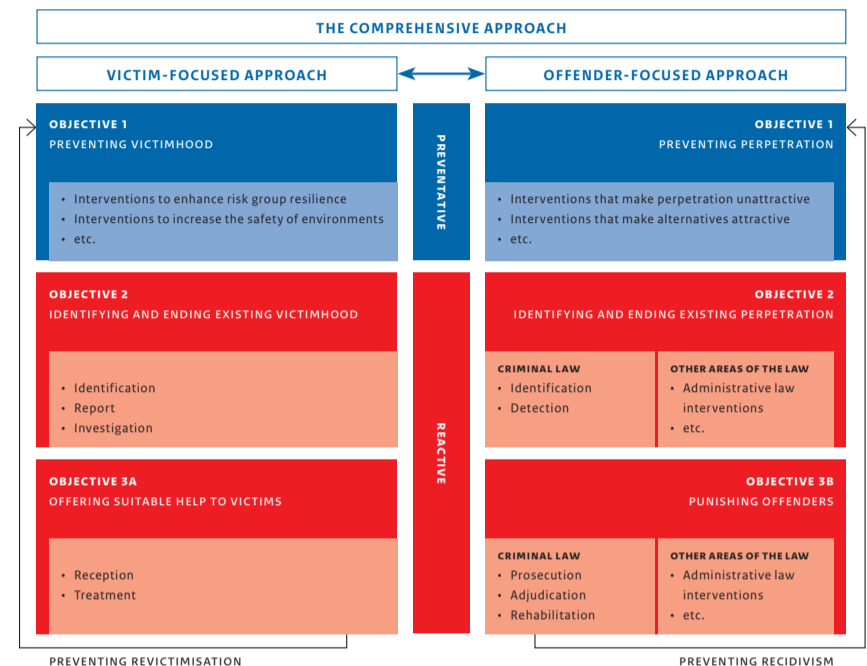 THE COMPREHENSIVE APPROACH
VICTIM-FOCUSED APPROACH
OFFENDER-FOCUSED APPROACH
OBJECTIVE 1
PREVENTING VICTIMHOOD
• Interventions to enhance risk group resilience
• Interventions to increase the safety of environments
• etc.
PREVENTATIVE
OBJECTIVE 1
PREVENTING PERPETRATION
• Interventions that make perpetration unattractive
• Interventions that make alternatives attractive
• etc.
OBJECTIVE 2
IDENTIFYING AND ENDING EXISTING VICTIMHOOD
• Identification
• Report
• Investigation
REACTIVE
OBJECTIVE 2
IDENTIFYING AND ENDING EXISTING PERPETRATION
CRIMINAL LAW
• Identification
• Detection
OTHER AREAS OF THE LAW
• Administrative law
interventions
• etc.
OBJECTIVE 3A
OFFERING SUITABLE HELP TO VICTIMS
• Reception
• Treatment
OBJECTIVE 3B
PUNISHING OFFENDERS
CRIMINAL LAW
• Prosecution
• Adjudication
• Rehabilitation
OTHER AREAS OF THE LAW
• Administrative law
interventions
• etc.
PREVENTING REVICTIMISATION
PREVENTING RECIDIVISM